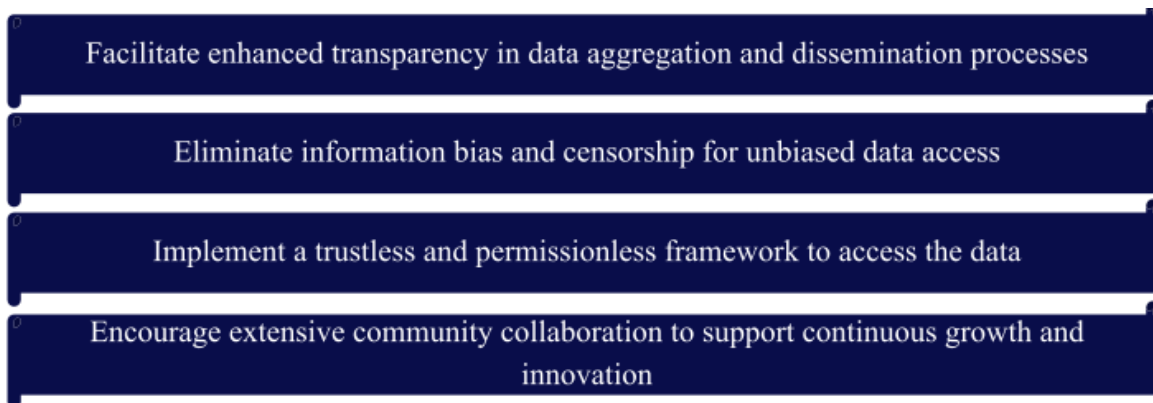 Facilitate enhanced transparency in data aggregation and dissemination processes
Eliminate information bias and censorship for unbiased data access
Implement a trustless and permissionless framework to access the data
Encourage extensive community collaboration to support continuous growth and
innovation